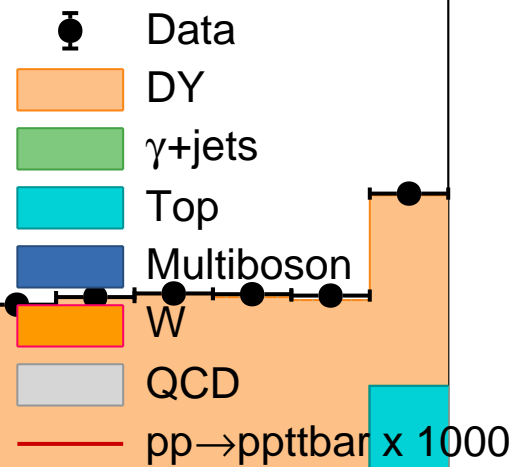 Data
DY
γ+jets
Top
Multiboson
W
QCD
pp→ppttbar x 1000